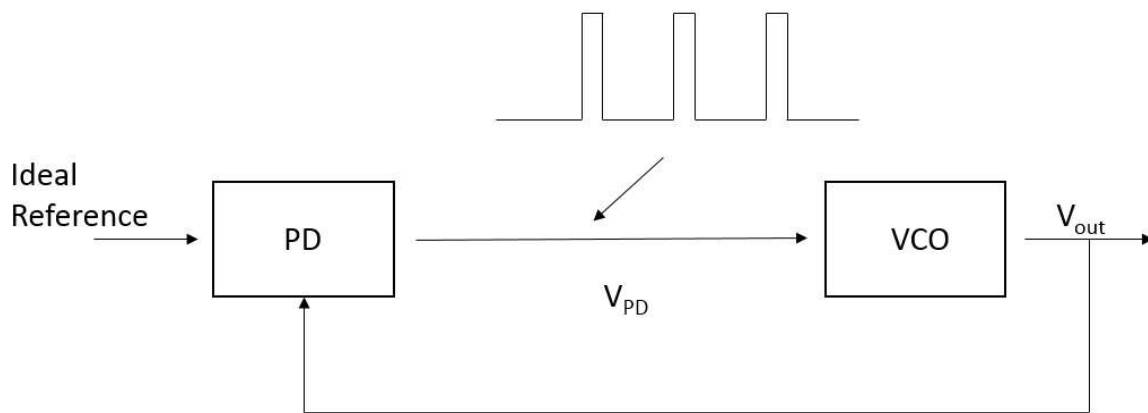 Ideal
Reference
PD
V_PD
VCO
V_out